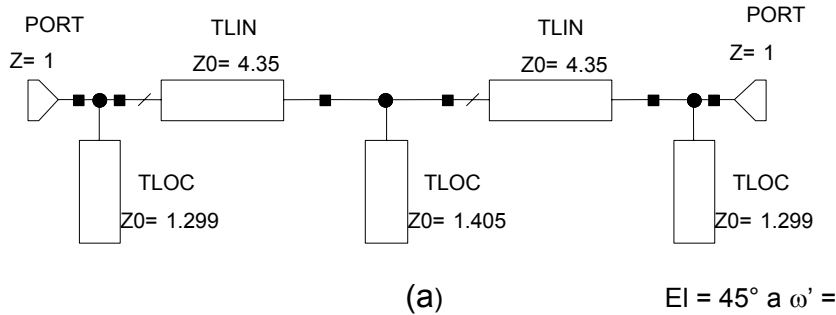 PORT
Z= 1
TLIN
Z0= 4.35
TLIN
Z0= 4.35
PORT
Z= 1
TLOC
Z0= 1.299
TLOC
Z0= 1.405
TLOC
Z0= 1.299
(a)
El = 45° a ω' =